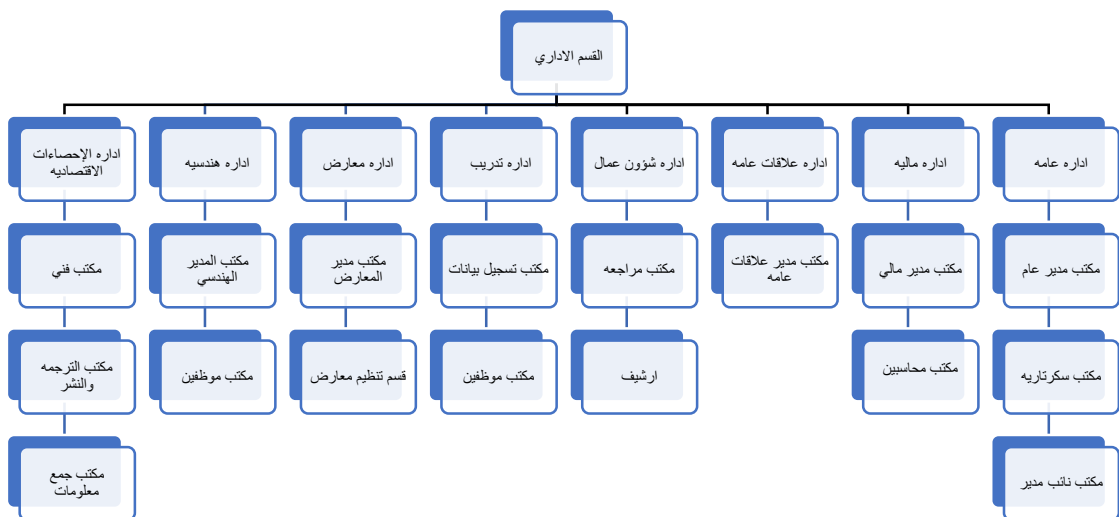 القسم الاداري
اداره عامه
اداره ماليه
اداره علاقات عامه
اداره شؤون عمال
اداره تدريب
اداره معارض
اداره هندسيه
اداره الإحصاءات
الاقتصاديه
مكتب مدير عام
مكتب مدير مالي
مكتب مدير علاقات
عامه
مكتب مراجعه
مكتب تسجيل بيانات
مكتب مدير
المعارض
مكتب المدير
الهندسي
مكتب فني
مكتب سكرتاريه
مكتب محاسبين
ارشيف
مكتب موظفين
قسم تنظيم معارض
مكتب موظفين
مكتب الترجمه
والنشر
مكتب نائب مدير
مكتب جمع
معلومات